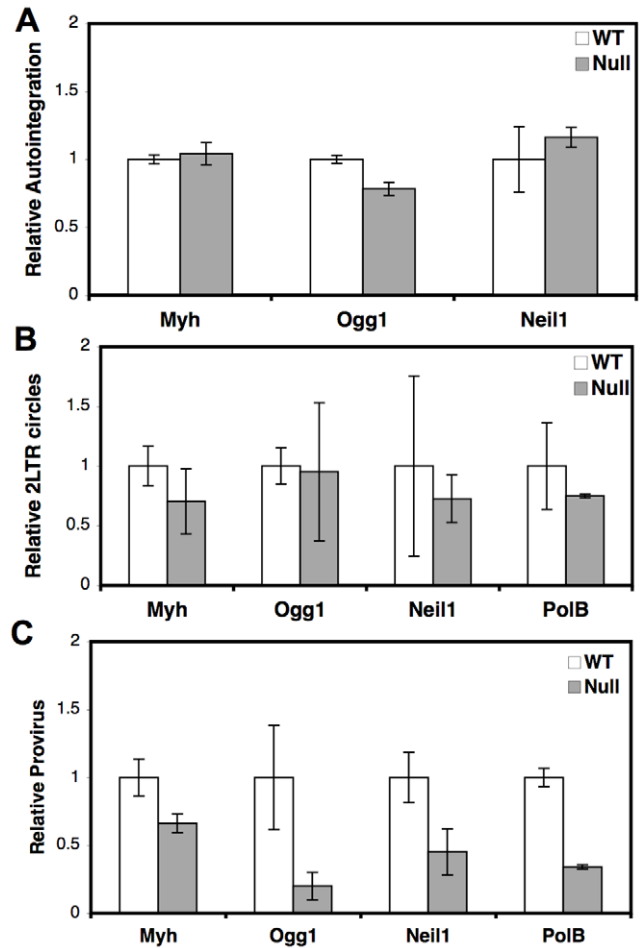 A
Relative Autointegration
2
1.5
1
0.5
0
WT
Null
Myh Ogg1 Neil1
B
Relative 2LTR circles
2
1.5
1
0.5
0
WT
Null
Myh Ogg1 Neil1 PolB
C
Relative Provirus
2
1.5
1
0.5
0
WT
Null
Myh Ogg1 Neil1 PolB